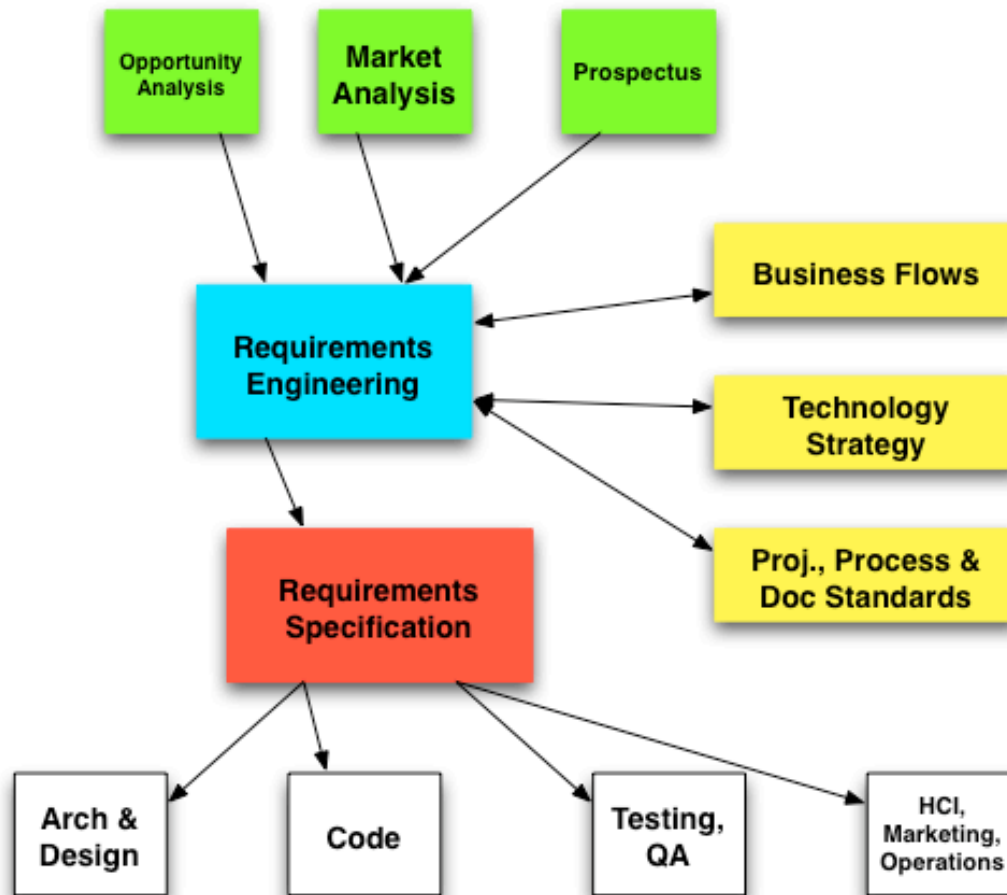 Opportunity
Analysis
Market
Analysis
Prospectus
Business Flows
Requirements
Engineering
Technology
Strategy
Proj., Process &
Doc Standards
Requirements
Specification
Arch &
Design
Code
Testing,
QA
HCI,
Marketing,
Operations